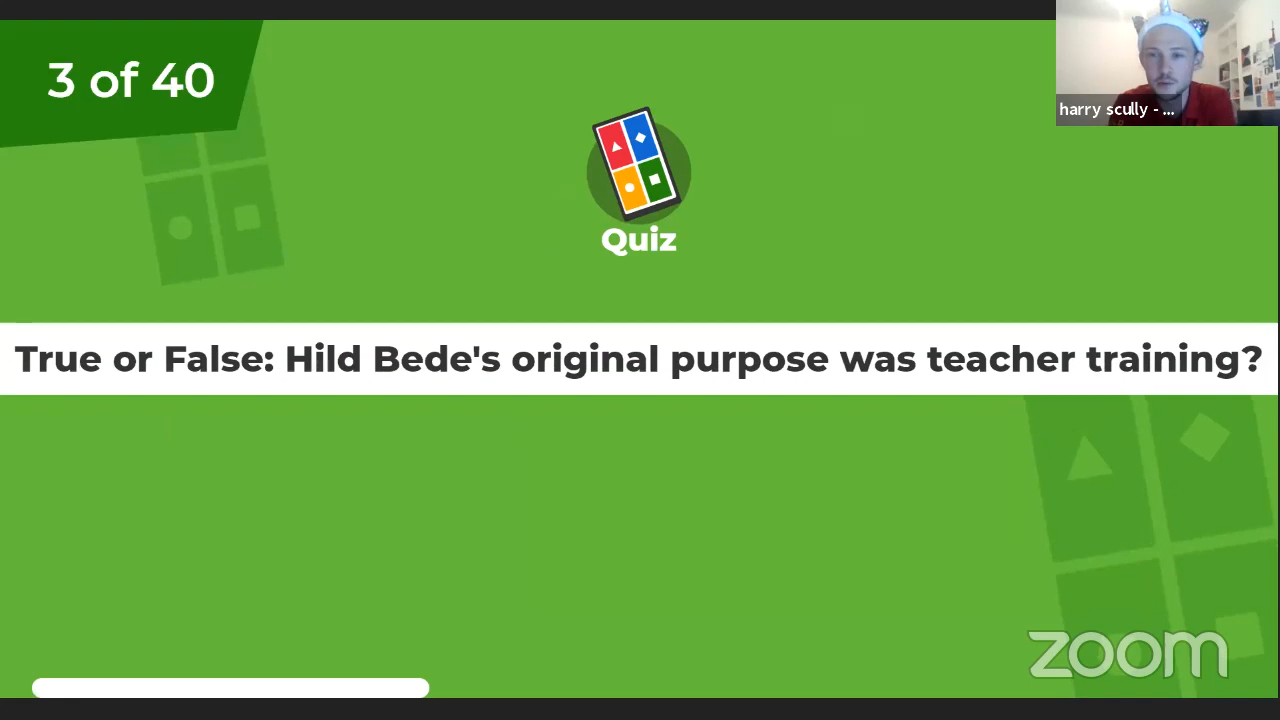 3 of 40
harry scully - ...
Quiz
True or False: Hild Bede's original purpose was teacher training?
zoom